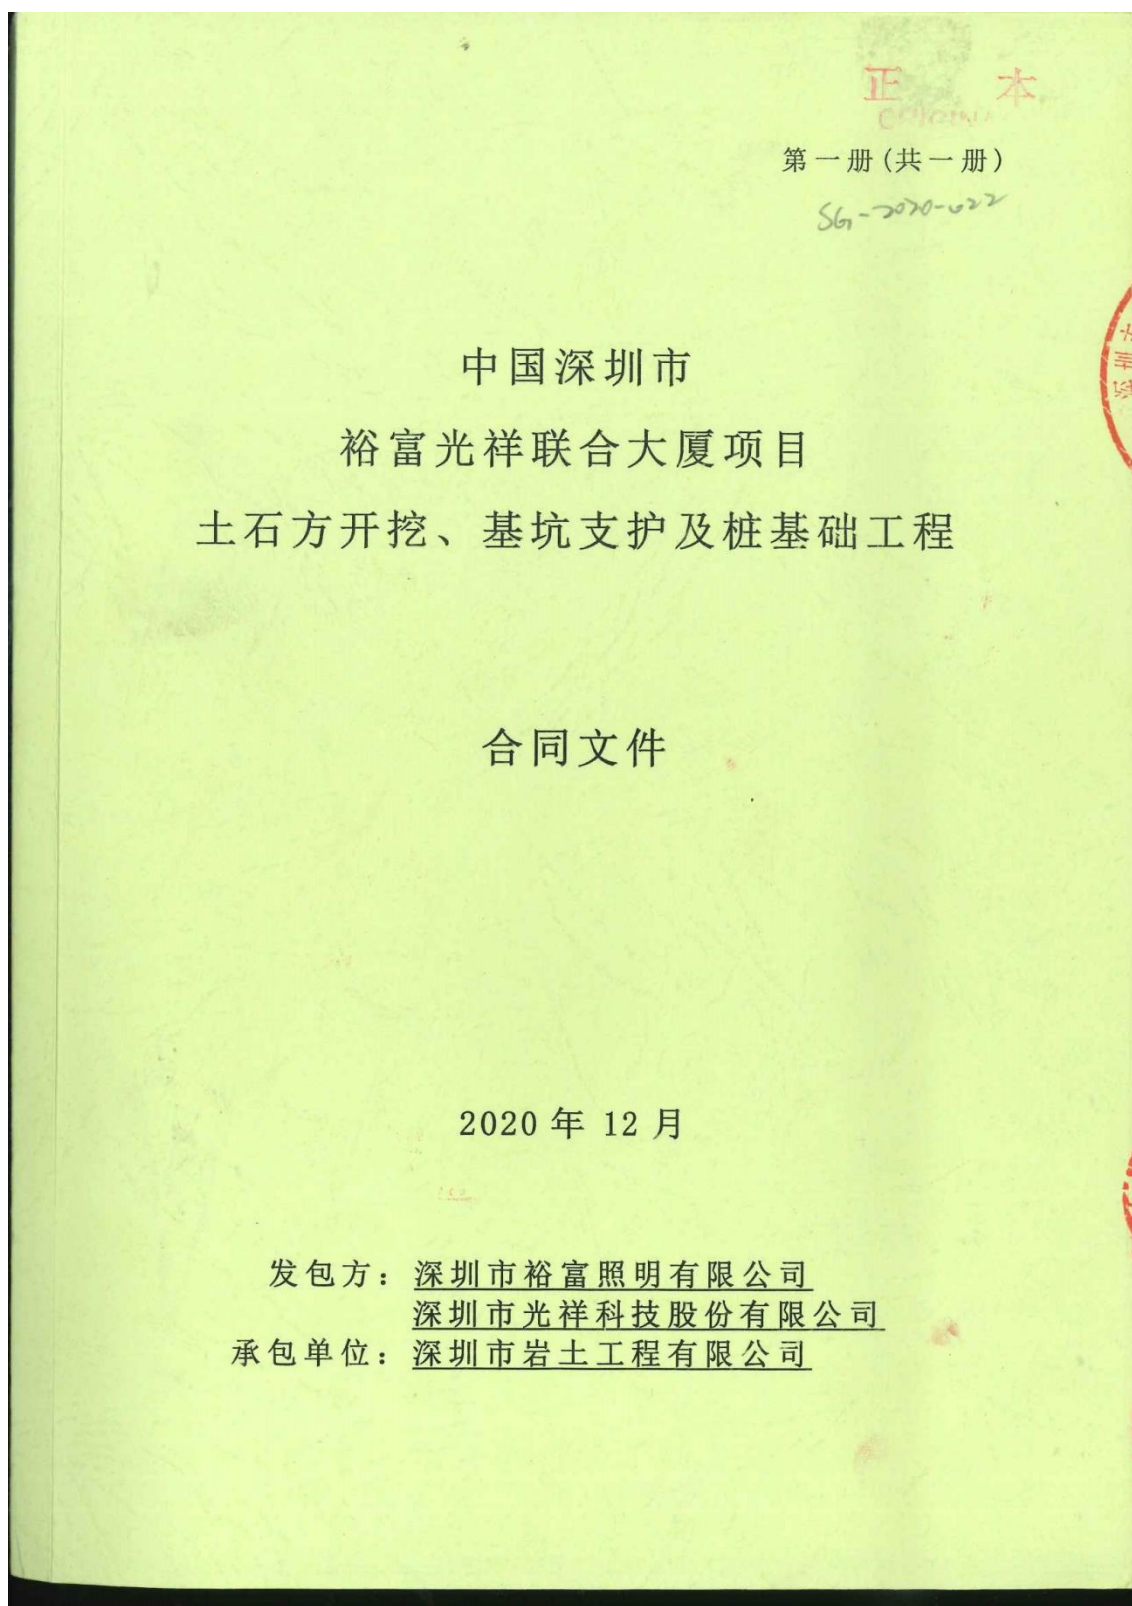 正 本
第一册(共一册)
SG-2020-022
中国深圳市
裕富光祥联合大厦项目
土石方开挖、基坑支护及桩基础工程
合同文件
2020年12月
发包方：深圳市裕富照明有限公司
深圳市光祥科技股份有限公司
承包单位：深圳市岩土工程有限公司